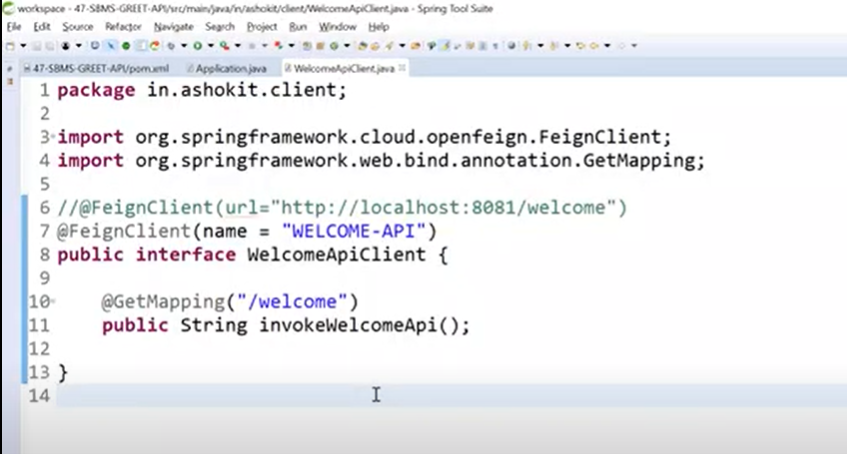 workspace - 47-SBMS-GREET-API/src/main/java/in/ashokit/client/WelcomeApiClient.java - Spring Tool Suite
File Edit Source Refactor Navigate Search Project Run Window Help
47-SBMS-GREET-API/pom.xml Application.java WelcomeApiClient.java
1 package in.ashokit.client;
2
3 import org.springframework.cloud.openfeign.FeignClient;
4 import org.springframework.web.bind.annotation.GetMapping;
5
6 //@FeignClient(url="http://localhost:8081/welcome")
7 @FeignClient(name = "WELCOME-API")
8 public interface WelcomeApiClient {
9
10 @GetMapping("/welcome")
11 public String invokeWelcomeApi();
12
13 }
14